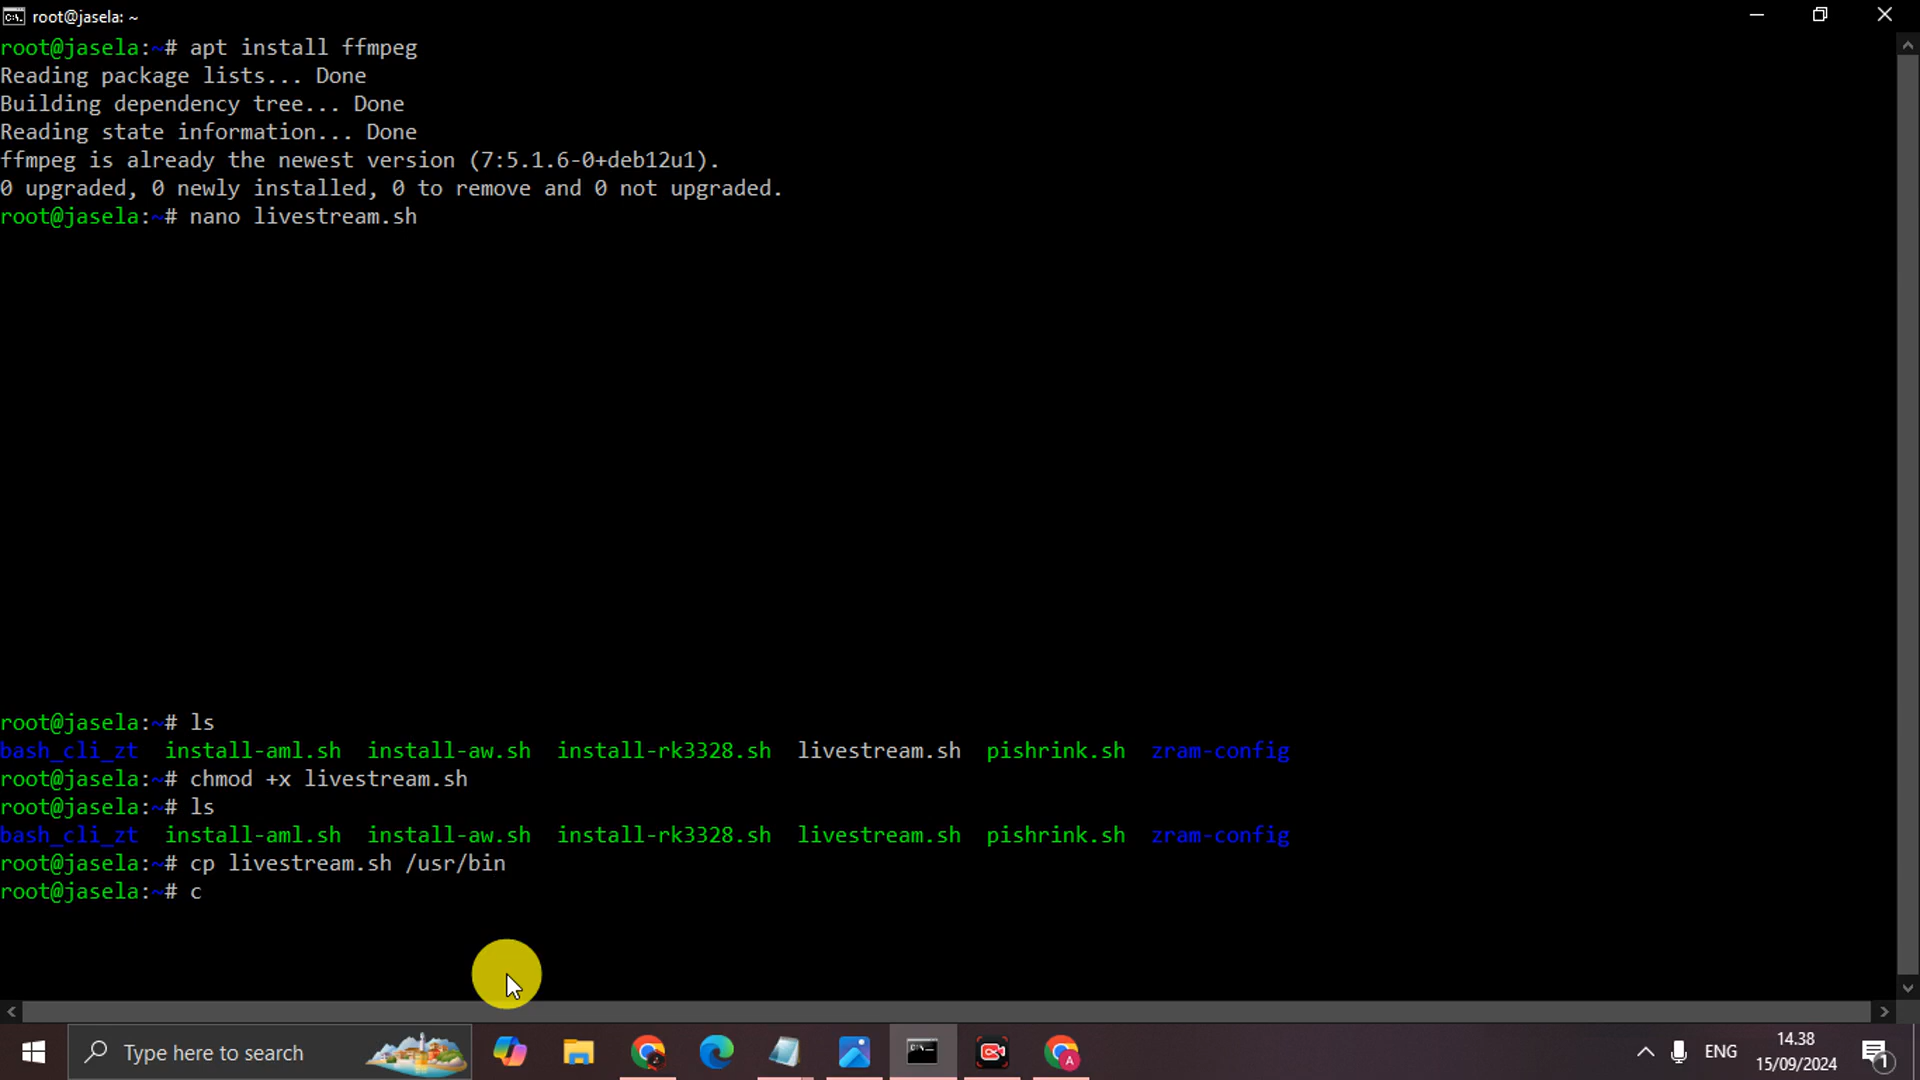 root@jasela: ~
root@jasela:~# apt install ffmpeg
Reading package lists... Done
Building dependency tree... Done
Reading state information... Done
ffmpeg is already the newest version (7:5.1.6-0+deb12u1).
0 upgraded, 0 newly installed, 0 to remove and 0 not upgraded.
root@jasela:~# nano livestream.sh
root@jasela:~# ls
bash_cli_zt  install-aml.sh  install-aw.sh  install-rk3328.sh  livestream.sh  pishrink.sh  zram-config
root@jasela:~# chmod +x livestream.sh
root@jasela:~# ls
bash_cli_zt  install-aml.sh  install-aw.sh  install-rk3328.sh  livestream.sh  pishrink.sh  zram-config
root@jasela:~# cp livestream.sh /usr/bin
root@jasela:~# c
Type here to search
ENG
14.38
15/09/2024
1